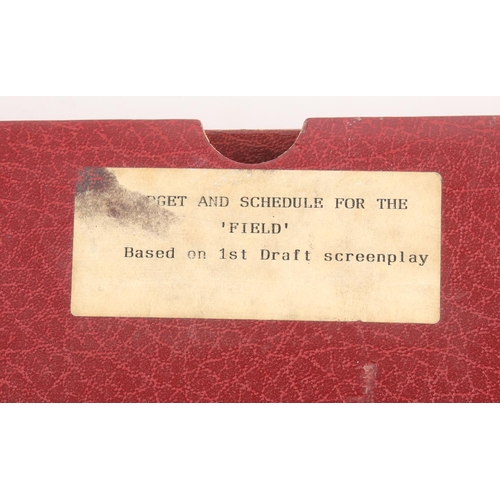 DGET AND SCHEDULE FOR THE
'FIELD'
Based on 1st Draft screenplay